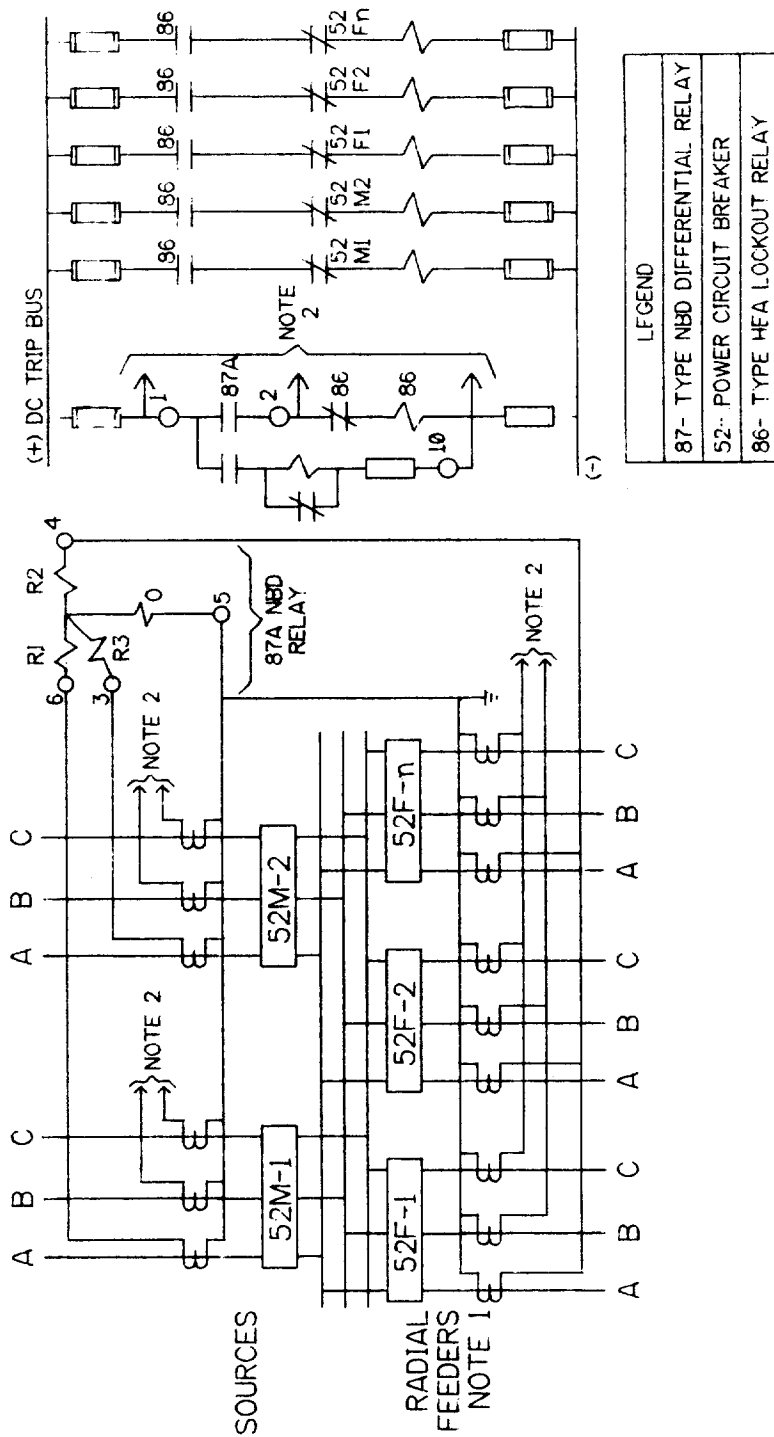 (+) DC TRIP BUS
1
87A
2
86
86
10
NOTE
2
(-)
86
52
M1
86
52
M2
86
52
F1
86
52
F2
86
52
Fn
LEGEND
87- TYPE NBD DIFFERENTIAL RELAY
52- POWER CIRCUIT BREAKER
86- TYPE HEA LOCKOUT RELAY
R1
R2
R3
O
6
3
4
5
87A NBD
RELAY
A B C
A B C
NOTE 2
NOTE 2
SOURCES
52M-1
52M-2
52F-1
52F-2
52F-n
RADIAL
FEEDERS
NOTE 1
NOTE 2
A B C
A B C
A B C